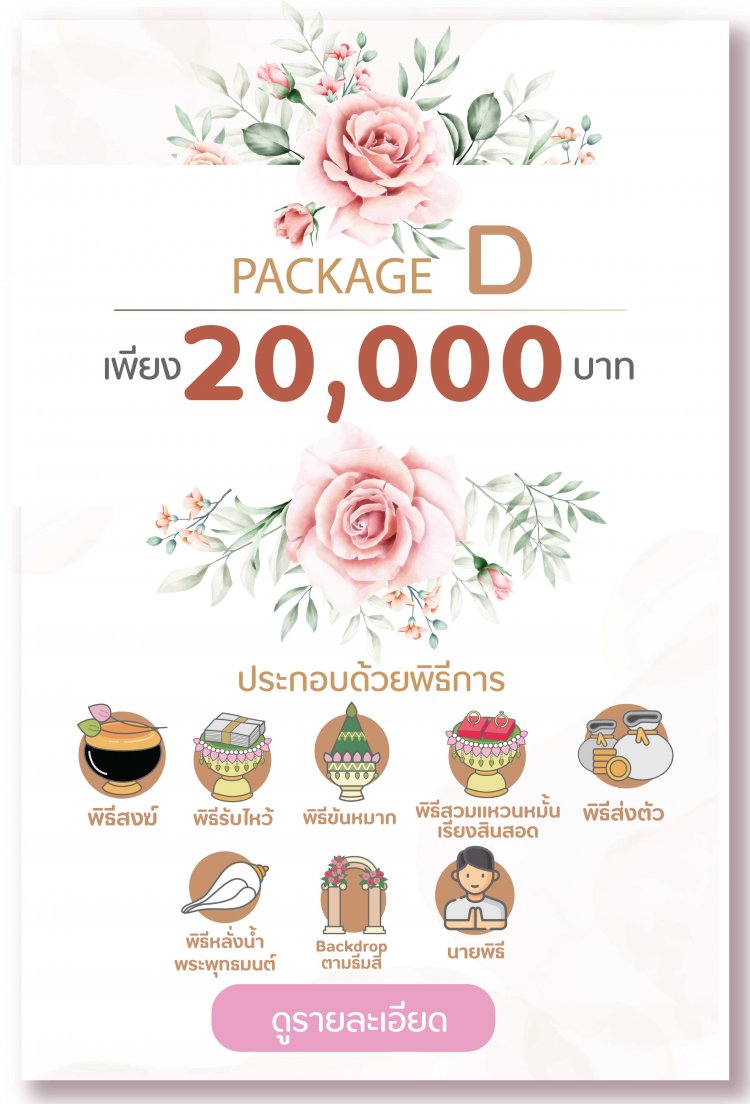 PACKAGE D
เพียง 20,000 บาท
ประกอบด้วยพิธีการ
พิธีสงฆ์
พิธีรับไหว้
พิธีขันหมาก
พิธีสวมแหวนหมั้น
เรียงสินสอด
พิธีส่งตัว
พิธีหลั่งน้ำ
พระพุทธมนต์
Backdrop
ตามธีมสี
นายพิธี
ดูรายละเอียด